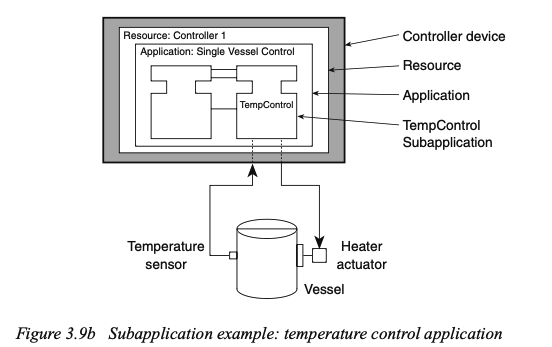 Resource: Controller 1
Application: Single Vessel Control
TempControl
Controller device
Resource
Application
TempControl
Subapplication
Temperature
sensor
Heater
actuator
Vessel
Figure 3.9b Subapplication example: temperature control application